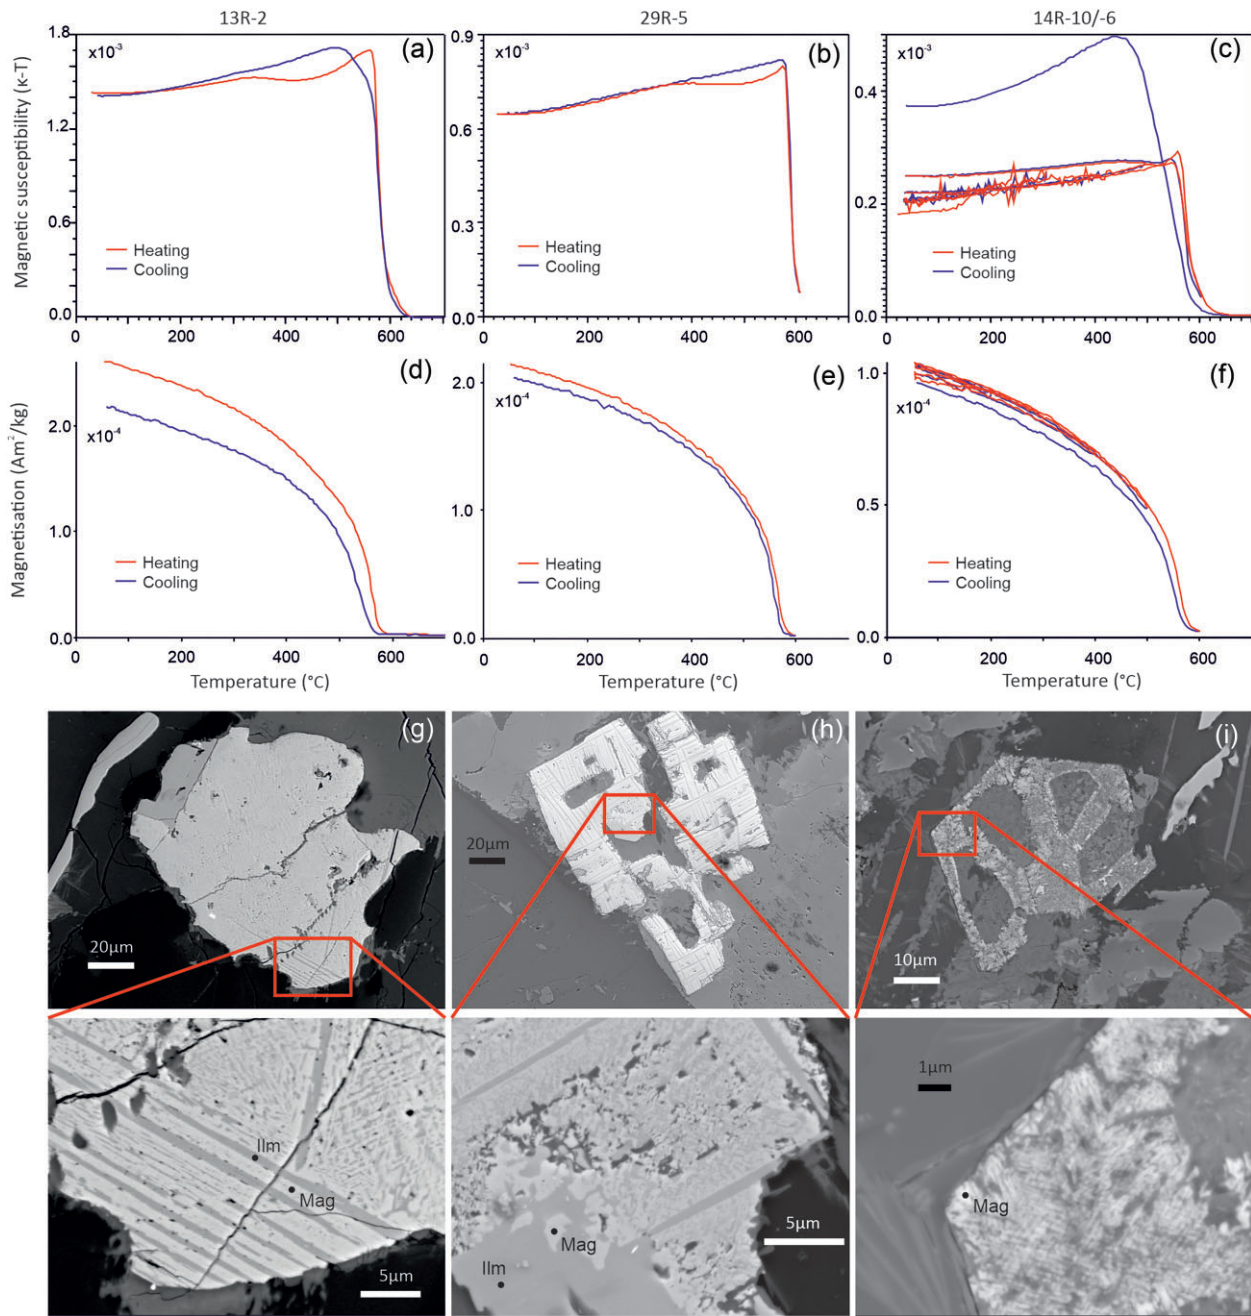 13R-2
29R-5
14R-10/-6
Magnetic susceptibility (κ-T)
1.8
1.2
0.6
0.0
x10-3
(a)
Heating
Cooling
0
200
400
600
0.9
0.6
0.3
0.0
x10-3
(b)
Heating
Cooling
0
200
400
600
0.4
0.2
0.0
x10-3
(c)
Heating
Cooling
0
200
400
600
Magnetisation (Am2/kg)
2.0
1.0
0.0
x10-4
(d)
Heating
Cooling
0
200
400
600
Temperature (°C)
2.0
1.0
0.0
x10-4
(e)
Heating
Cooling
0
200
400
600
Temperature (°C)
1.0
0.5
0.0
x10-4
(f)
Heating
Cooling
0
200
400
600
Temperature (°C)
(g)
20μm
(h)
20μm
(i)
10μm
Ilm
Mag
5μm
Mag
Ilm
5μm
1μm
Mag